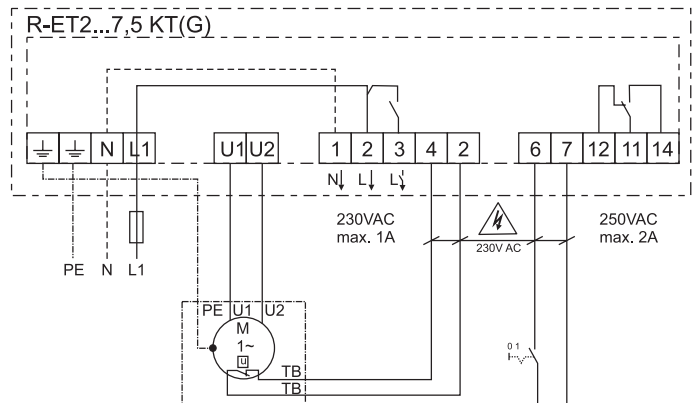 R-ET2...7,5 KT(G)
N L1 U1 U2 1 2 3 4 2 6 7 12 11 14
N L L
230VAC
max. 1A
230V AC
250VAC
max. 2A
PE N L1
PE U1 U2
M
1~
u
TB
TB
0 1